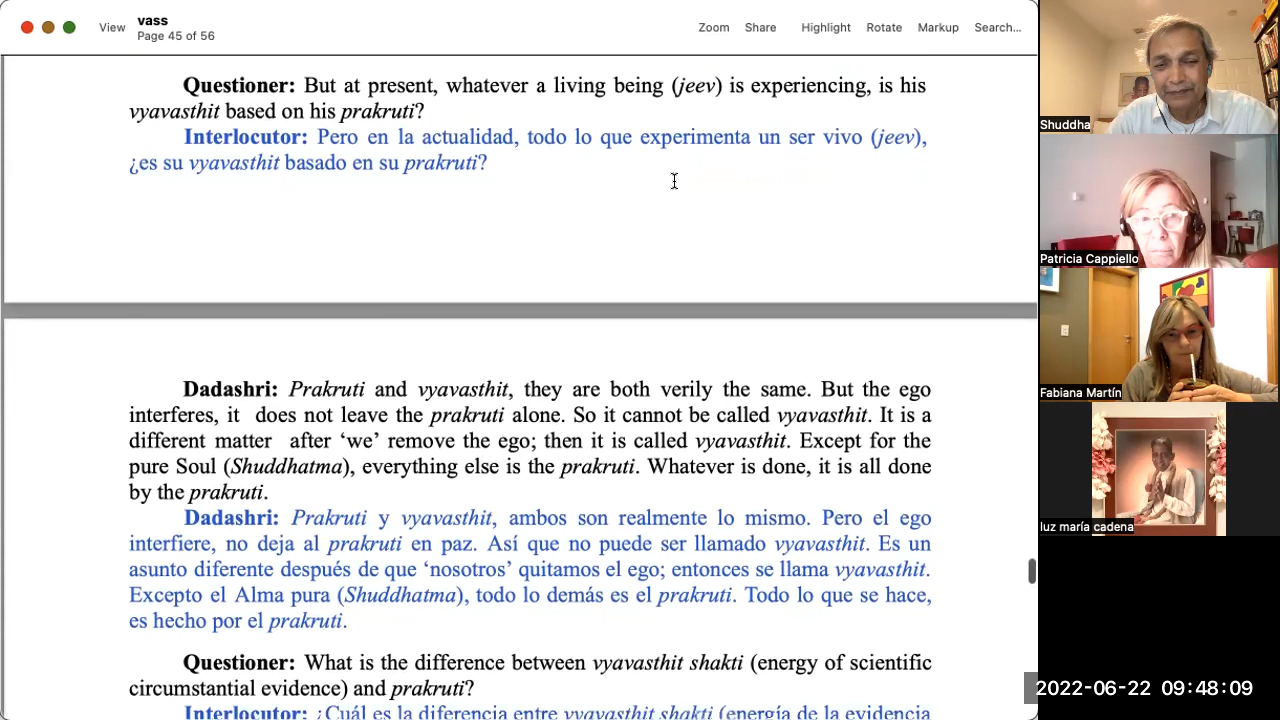 View
vass
Page 45 of 56
Zoom Share Highlight Rotate Markup Search...
Questioner: But at present, whatever a living being (jeev) is experiencing, is his
vyavasthit based on his prakruti?
Interlocutor: Pero en la actualidad, todo lo que experimenta un ser vivo (jeev),
¿es su vyavasthit basado en su prakruti?
Dadashri: Prakruti and vyavasthit, they are both verily the same. But the ego
interferes, it does not leave the prakruti alone. So it cannot be called vyavasthit. It is a
different matter after ‘we’ remove the ego; then it is called vyavasthit. Except for the
pure Soul (Shuddhatma), everything else is the prakruti. Whatever is done, it is all done
by the prakruti.
Dadashri: Prakruti y vyavasthit, ambos son realmente lo mismo. Pero el ego
interfiere, no deja al prakruti en paz. Así que no puede ser llamado vyavasthit. Es un
asunto diferente después de que ‘nosotros’ quitamos el ego; entonces se llama vyavasthit.
Excepto el Alma pura (Shuddhatma), todo lo demás es el prakruti. Todo lo que se hace,
es hecho por el prakruti.
Questioner: What is the difference between vyavasthit shakti (energy of scientific
circumstantial evidence) and prakruti?
Interlocutor: ¿Cuál es la diferencia entre vyavasthit shakti (energía de la evidencia
Shuddha
Patricia Cappiello
Fabiana Martín
luz maría cadena
2022-06-22 09:48:09